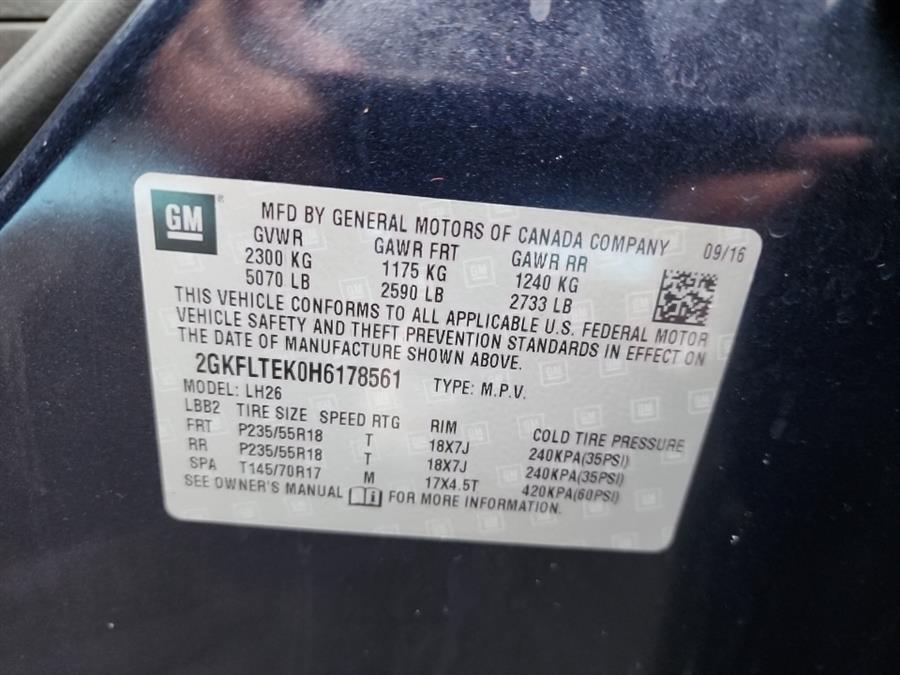 GM ® MFD BY GENERAL MOTORS OF CANADA COMPANY 09/16
GVWR GAWR FRT GAWR RR
2300 KG 1175 KG 1240 KG
5070 LB 2590 LB 2733 LB
THIS VEHICLE CONFORMS TO ALL APPLICABLE U.S. FEDERAL MOTOR
VEHICLE SAFETY AND THEFT PREVENTION STANDARDS IN EFFECT ON
THE DATE OF MANUFACTURE SHOWN ABOVE.
2GKFLTEK0H6178561 TYPE: M.P.V.
MODEL: LH26
LBB2 TIRE SIZE SPEED RTG RIM COLD TIRE PRESSURE
FRT P235/55R18 T 18X7J 240KPA(35PSI)
RR P235/55R18 T 18X7J 240KPA(35PSI)
SPA T145/70R17 M 17X4.5T 420KPA(60PSI)
SEE OWNER'S MANUAL i FOR MORE INFORMATION.